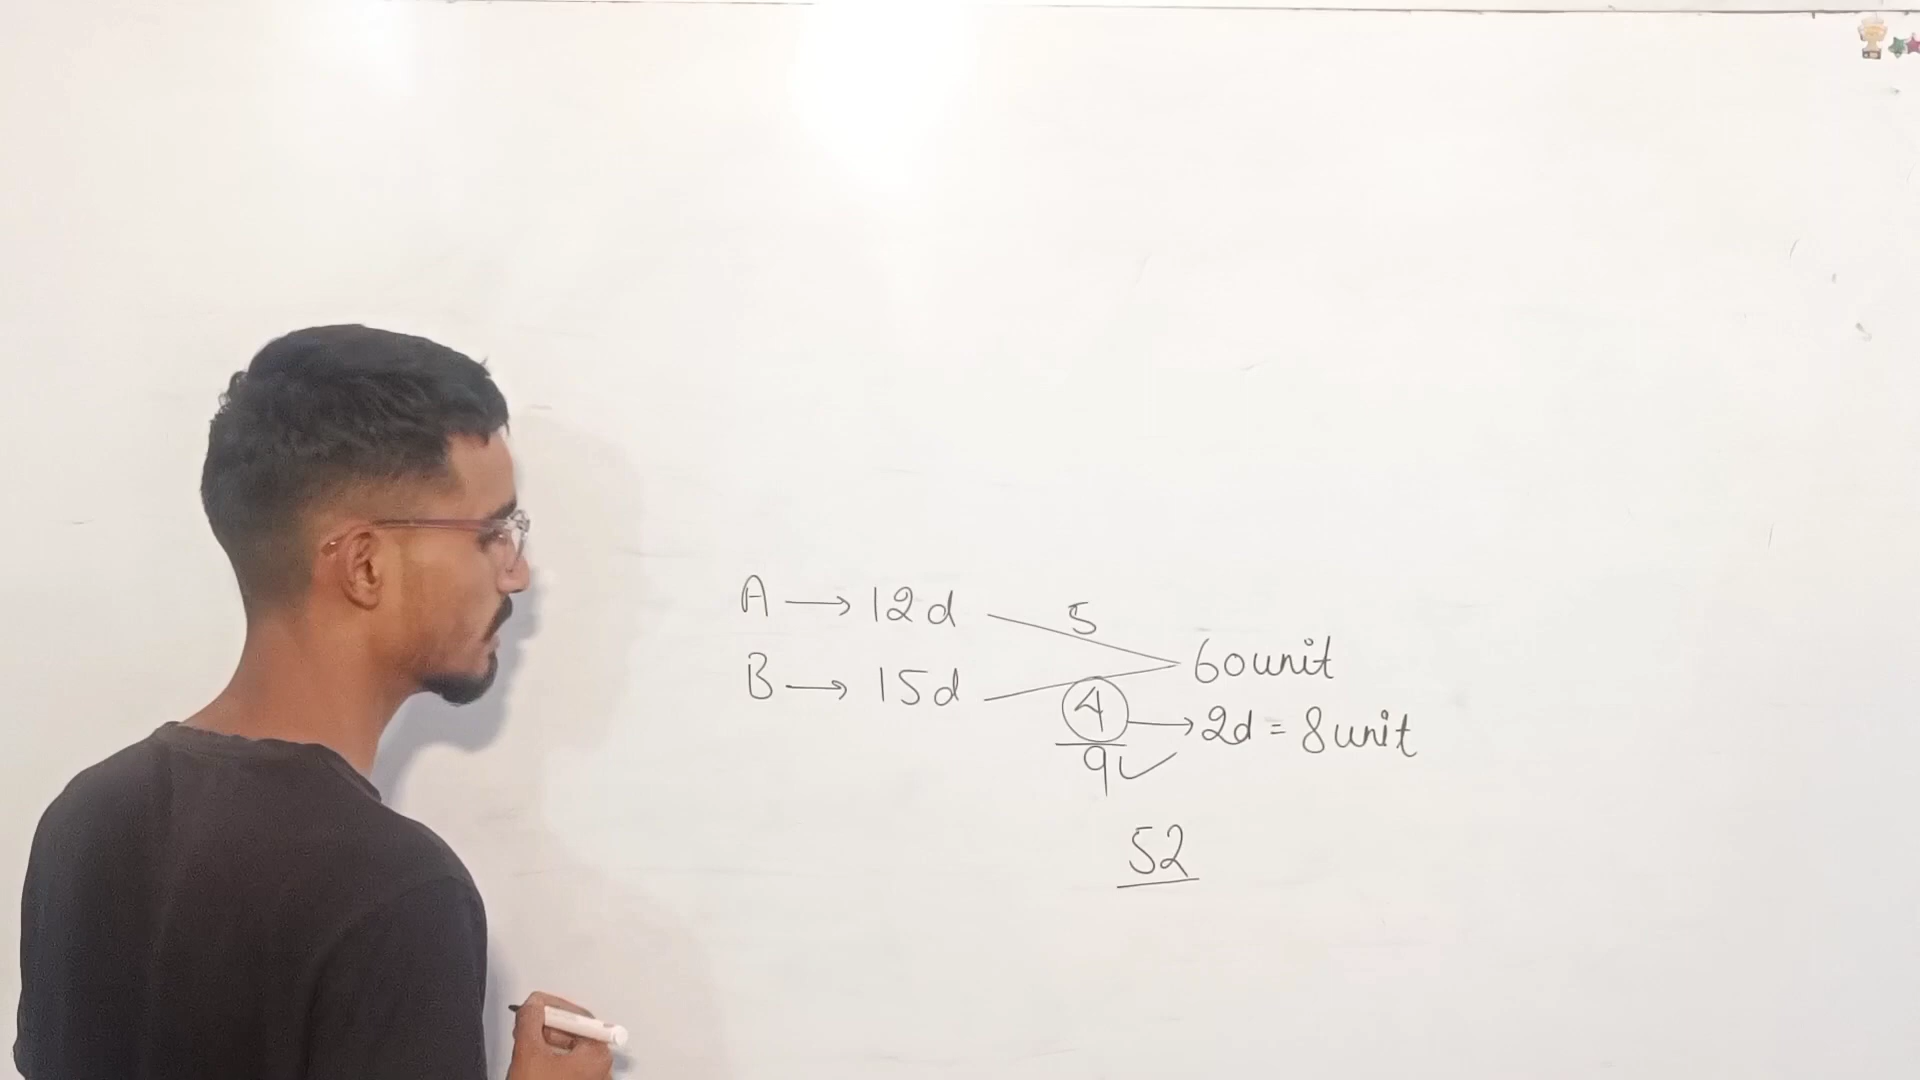 A → 12d 5
60unit
B → 15d
4 → 2d = 8unit
9✓
52